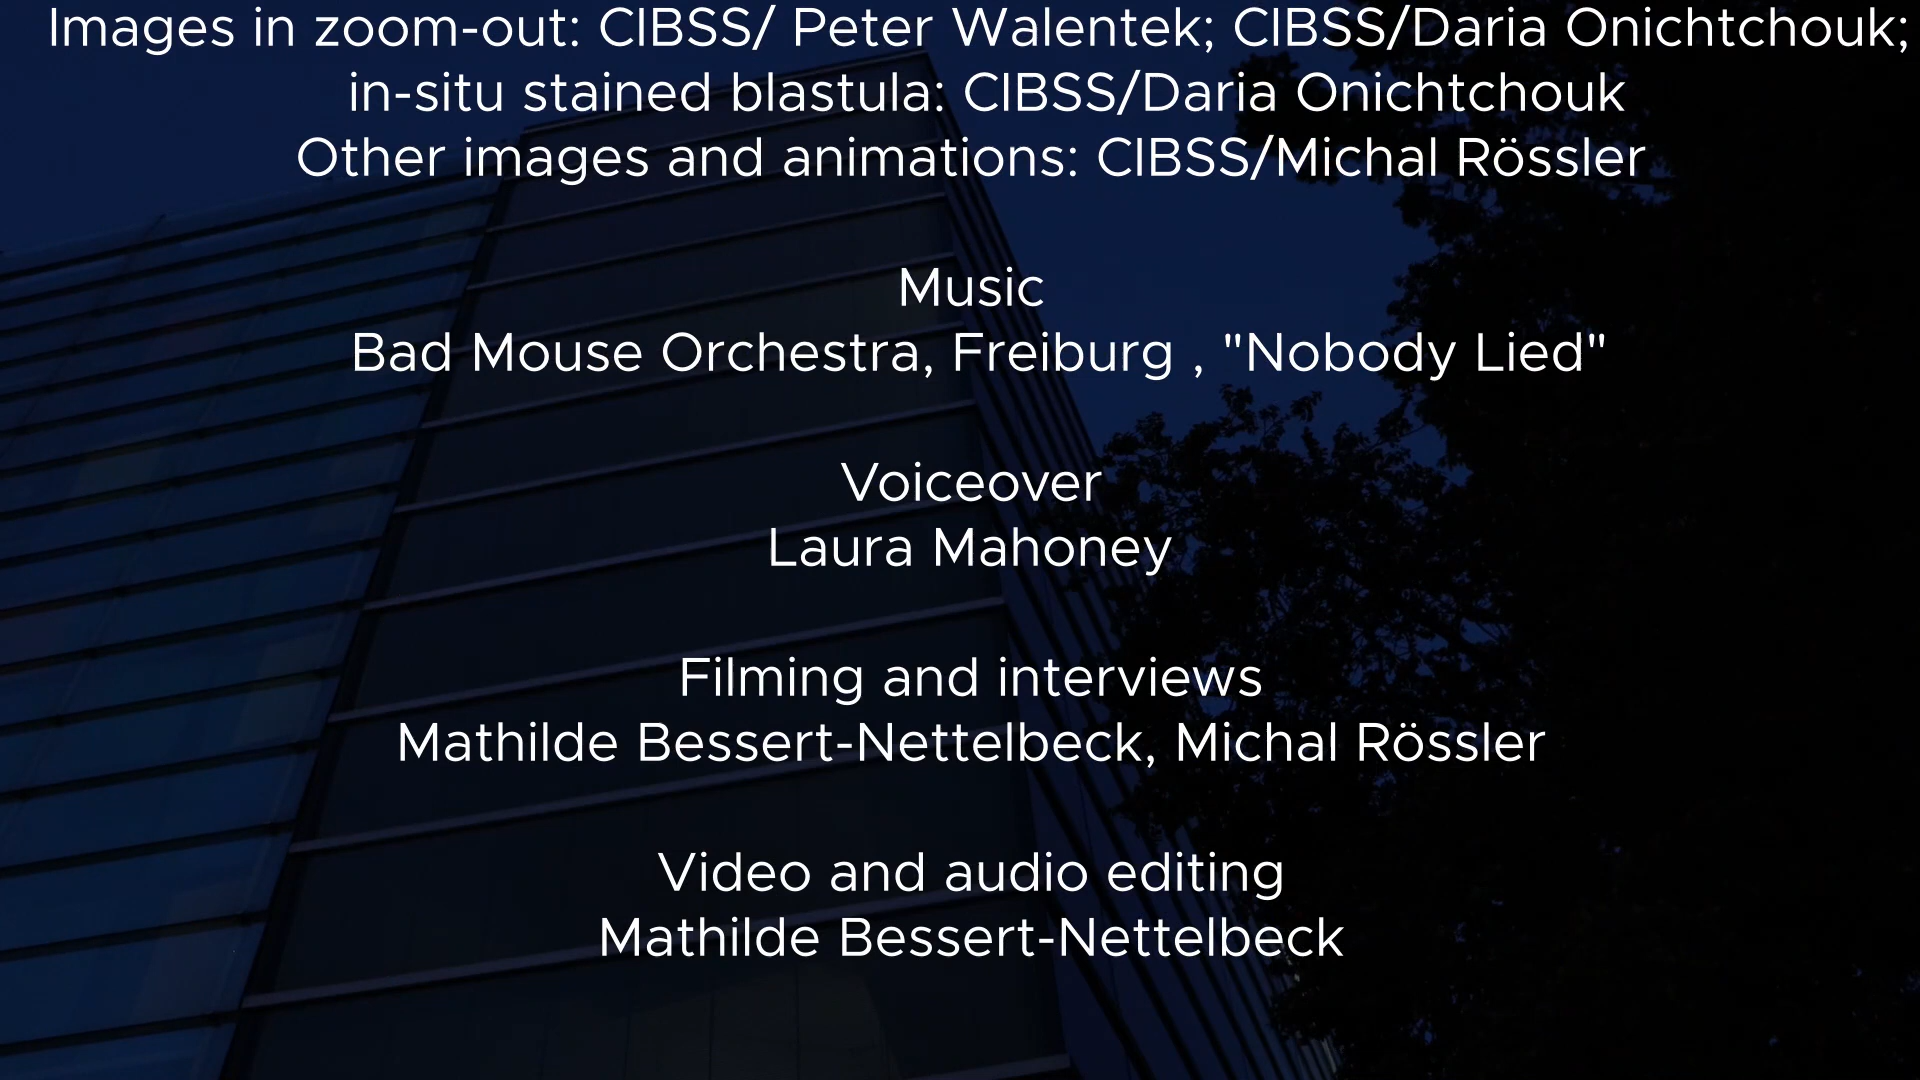 Images in zoom-out: CIBSS/ Peter Walentek; CIBSS/Daria Onichtchouk;
in-situ stained blastula: CIBSS/Daria Onichtchouk
Other images and animations: CIBSS/Michal Rössler
Music
Bad Mouse Orchestra, Freiburg , "Nobody Lied"
Voiceover
Laura Mahoney
Filming and interviews
Mathilde Bessert-Nettelbeck, Michal Rössler
Video and audio editing
Mathilde Bessert-Nettelbeck